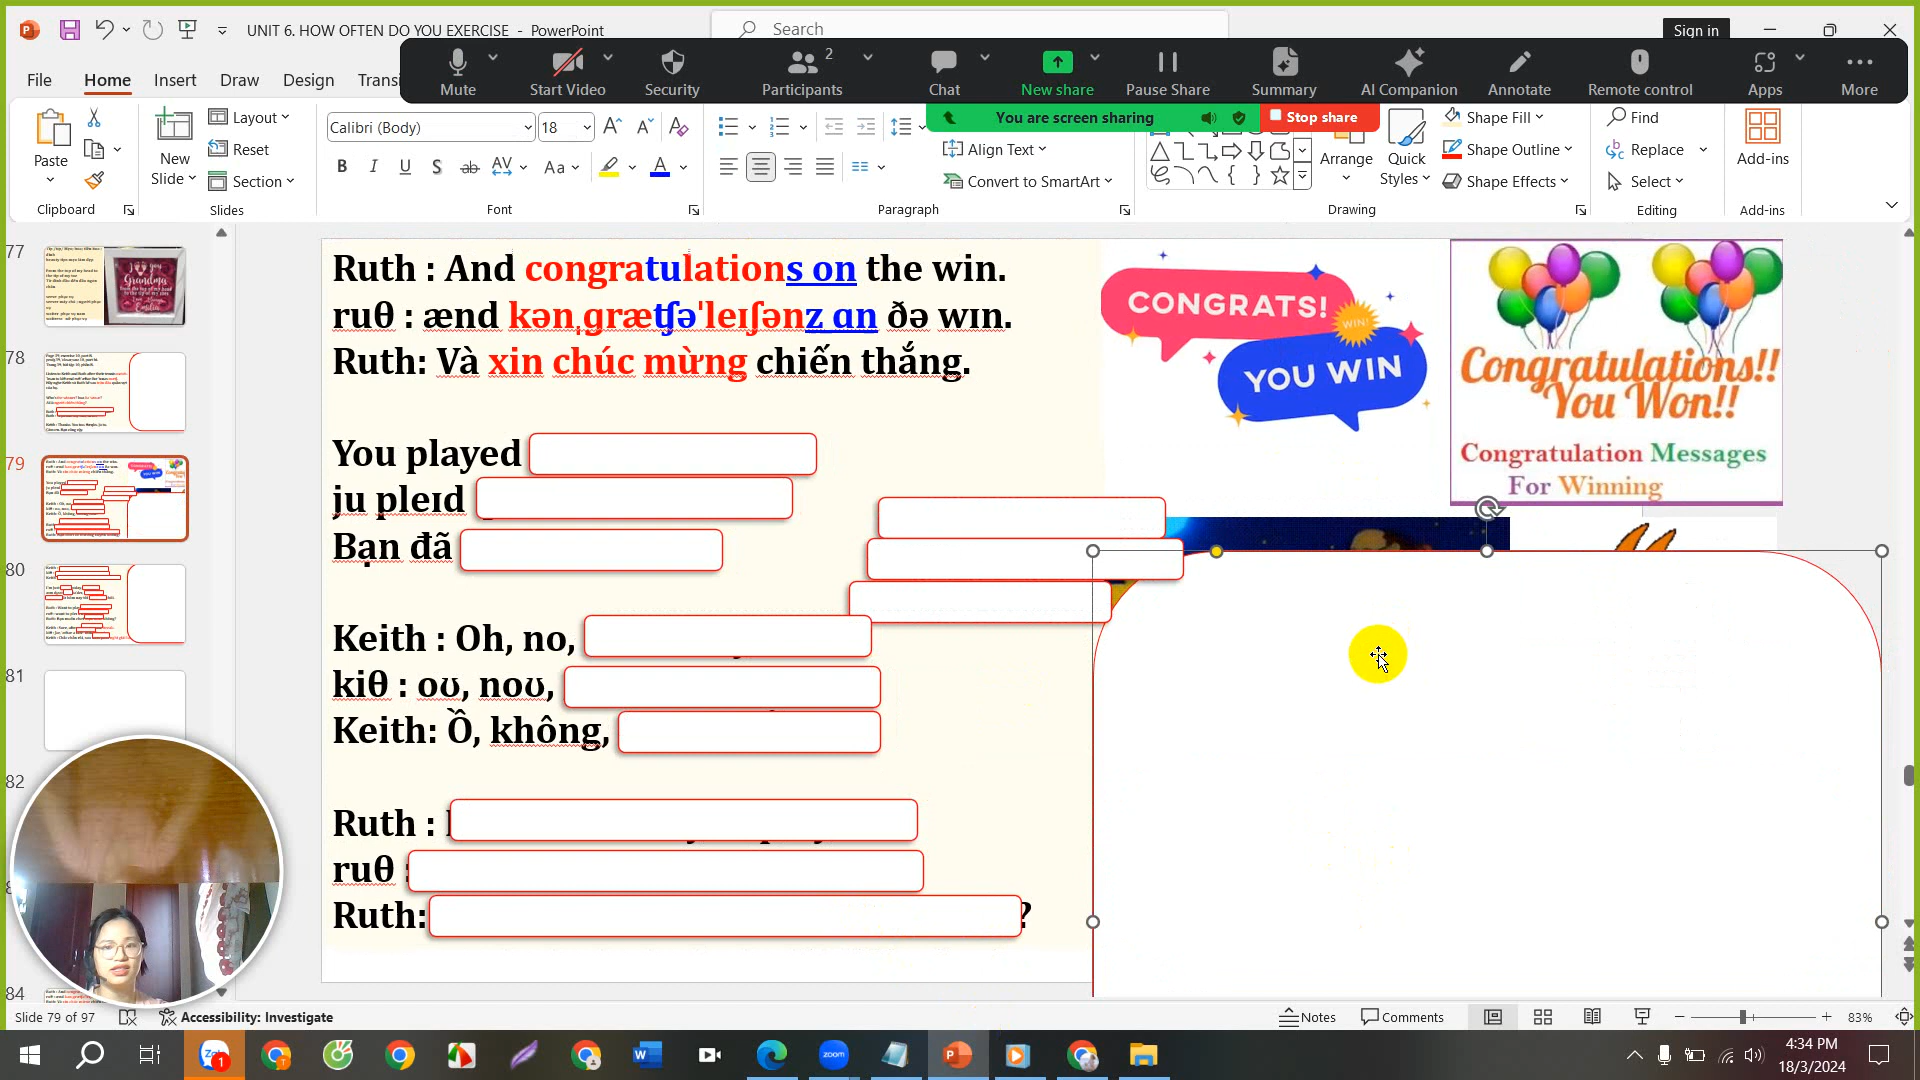 UNIT 6. HOW OFTEN DO YOU EXERCISE - PowerPoint
Search
Sign in
File
Home
Insert
Draw
Design
Transi
Mute
Start Video
Security
Participants
2
Chat
New share
Pause Share
Summary
AI Companion
Annotate
Remote control
Apps
More
You are screen sharing
Stop share
Paste
New
Slide
Layout
Reset
Section
Calibri (Body)
18
Align Text
Convert to SmartArt
Arrange
Quick
Styles
Shape Fill
Shape Outline
Shape Effects
Find
Replace
Select
Add-ins
Clipboard
Slides
Font
Paragraph
Drawing
Editing
Add-ins
77
78
79
80
81
82
84
Ruth : And congratulations on the win.
ruθ : ænd kənˌɡræʧəˈleɪʃənz ɑn ðə wɪn.
Ruth: Và xin chúc mừng chiến thắng.
You played
ju pleɪd
Bạn đã
Keith : Oh, no,
kiθ : oʊ, noʊ,
Keith: Ồ, không,
Ruth :
ruθ :
Ruth: ?
CONGRATS!
WIN!
YOU WIN
Congratulations!!
You Won!!
Congratulation Messages
For Winning
Slide 79 of 97
Accessibility: Investigate
Notes
Comments
83%
zoom
4:34 PM
18/3/2024